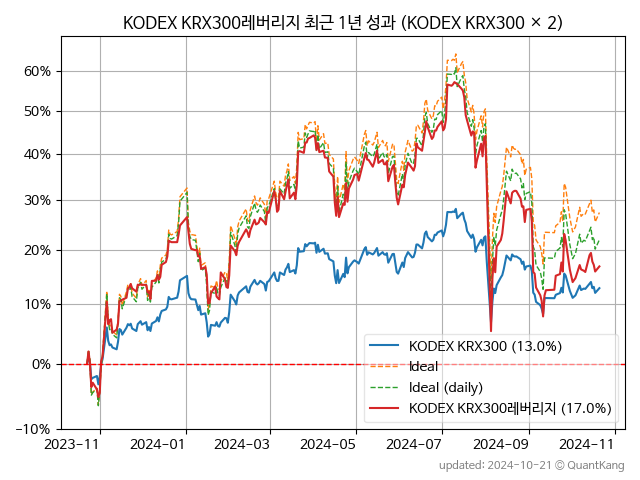 KODEX KRX300레버리지 최근 1년 성과 (KODEX KRX300 × 2)
60%
50%
40%
30%
20%
10%
0%
−10%
KODEX KRX300 (13.0%)
Ideal
Ideal (daily)
KODEX KRX300레버리지 (17.0%)
2023-11 2024-01 2024-03 2024-05 2024-07 2024-09 2024-11
updated: 2024-10-21 © QuantKang